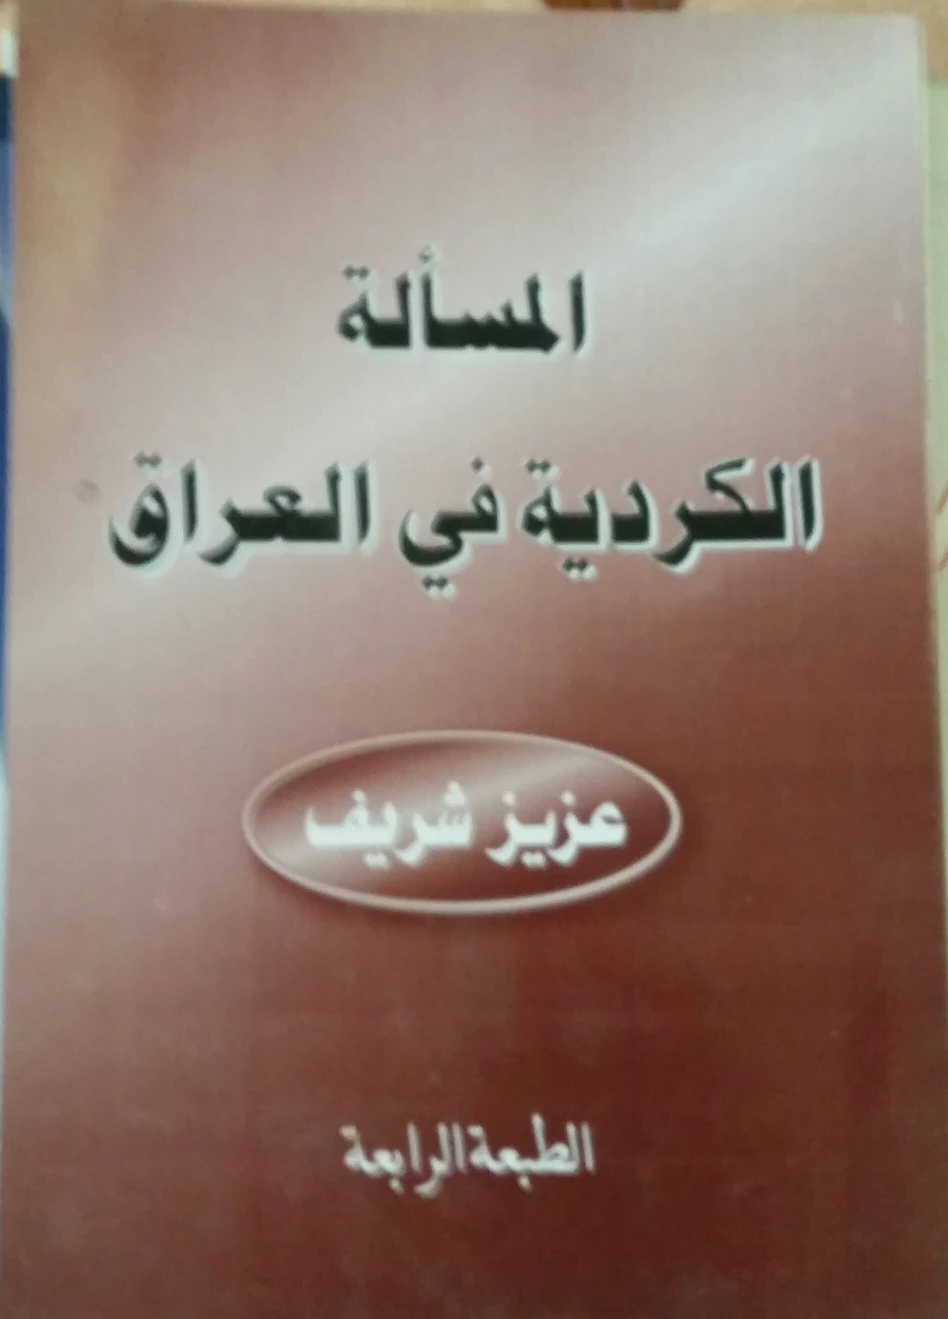 المسألة
الكردية في العراق
عزيز شريف
الطبعة الرابعة